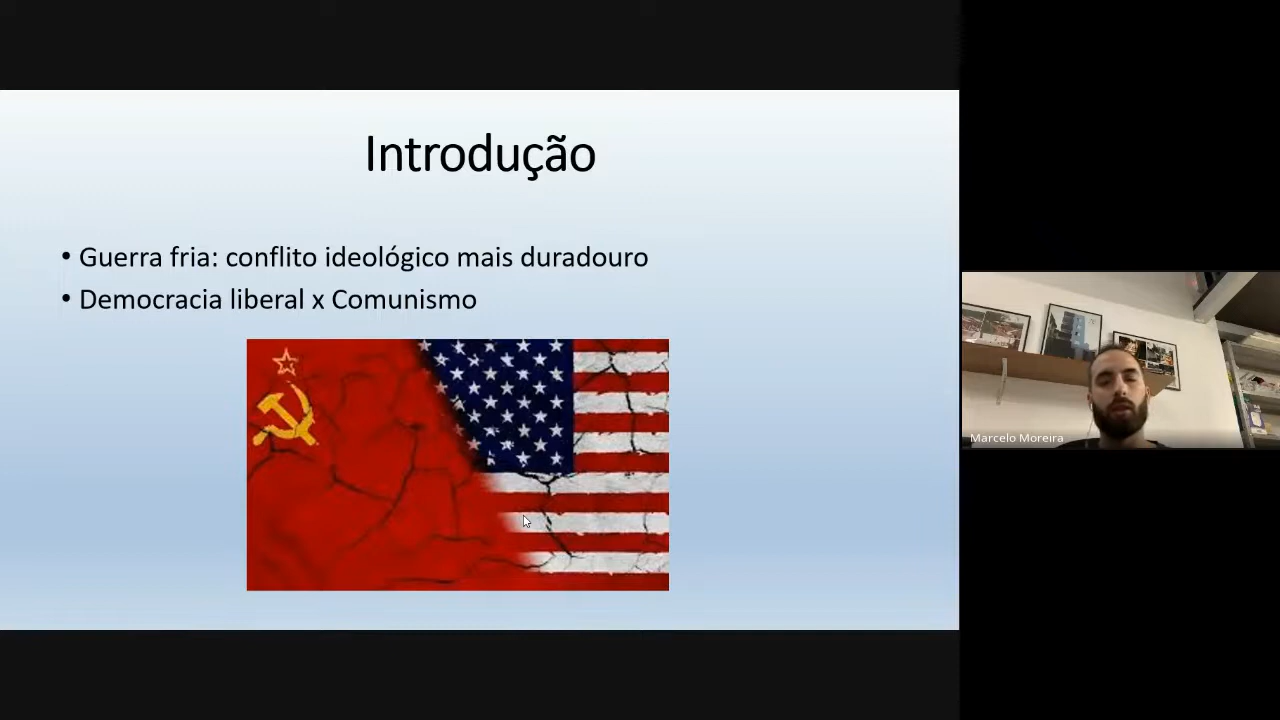 Introdução
• Guerra fria: conflito ideológico mais duradouro
• Democracia liberal x Comunismo
Marcelo Moreira